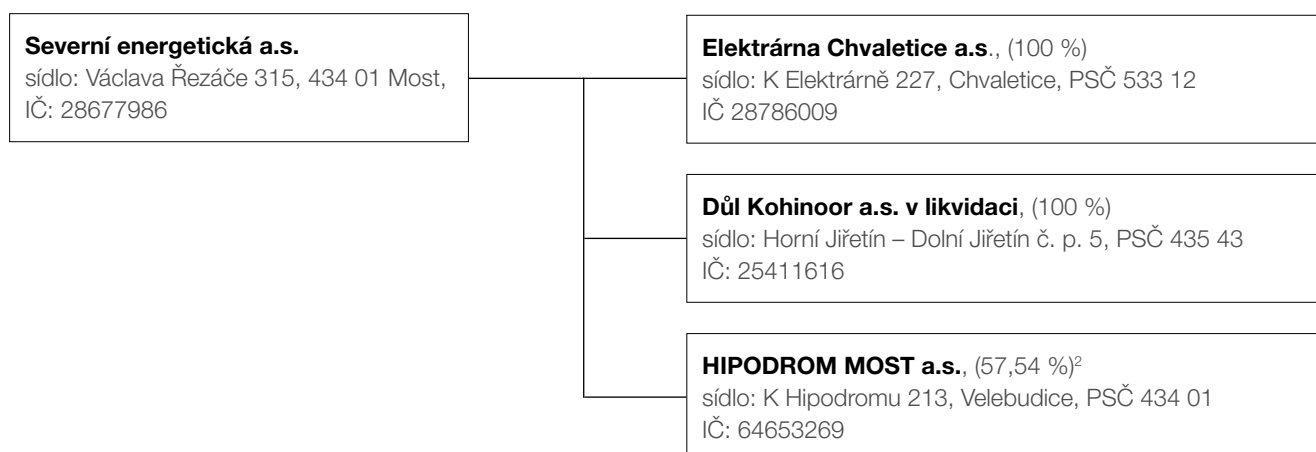 Severní energetická a.s.
sídlo: Václava Řezáče 315, 434 01 Most,
IČ: 28677986
Elektrárna Chvaletice a.s., (100 %)
sídlo: K Elektrárně 227, Chvaletice, PSČ 533 12
IČ 28786009
Důl Kohinoor a.s. v likvidaci, (100 %)
sídlo: Horní Jiřetín – Dolní Jiřetín č. p. 5, PSČ 435 43
IČ: 25411616
HIPODROM MOST a.s., (57,54 %)²
sídlo: K Hipodromu 213, Velebudice, PSČ 434 01
IČ: 64653269